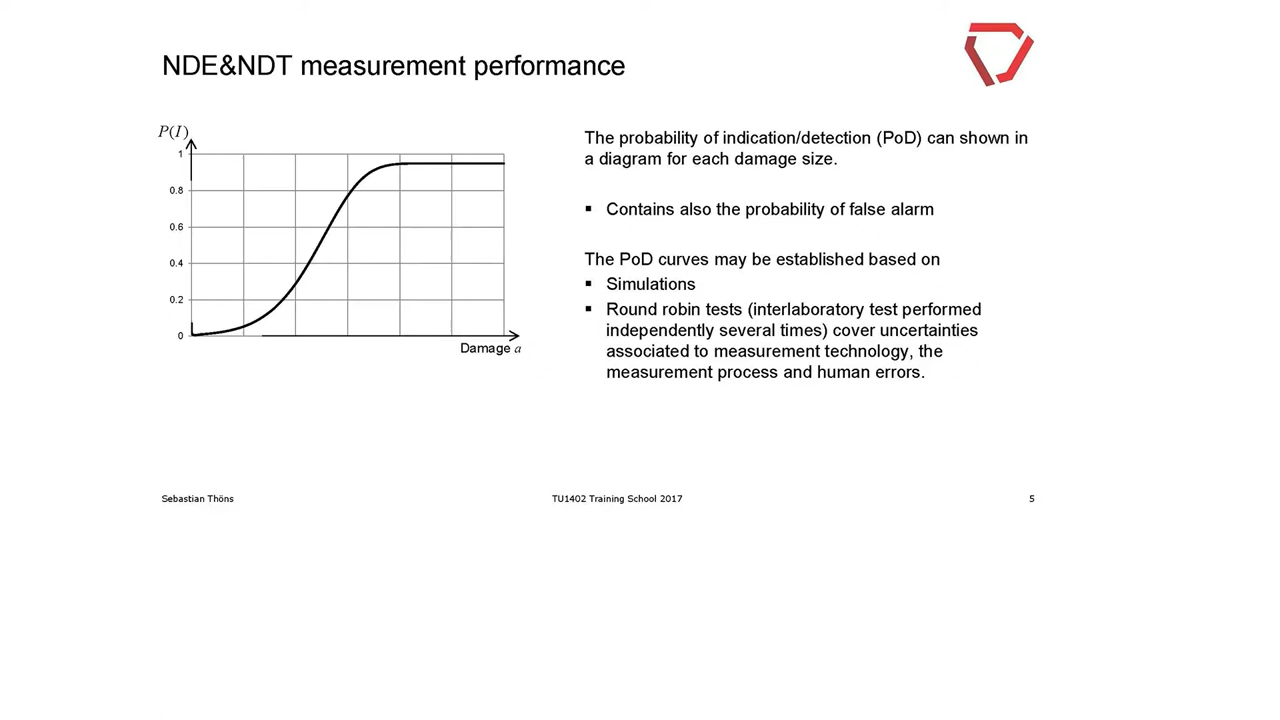 NDE&NDT measurement performance
P(I)
1
0.8
0.6
0.4
0.2
0
Damage a
The probability of indication/detection (PoD) can shown in
a diagram for each damage size.
▪ Contains also the probability of false alarm
The PoD curves may be established based on
▪ Simulations
▪ Round robin tests (interlaboratory test performed
independently several times) cover uncertainties
associated to measurement technology, the
measurement process and human errors.
Sebastian Thöns
TU1402 Training School 2017
5